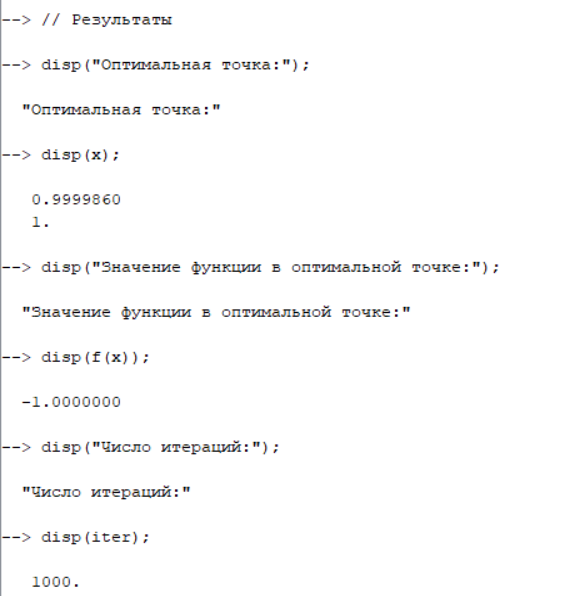 --> // Результаты
--> disp("Оптимальная точка:");
"Оптимальная точка:"
--> disp(x);
0.9999860
1.
--> disp("Значение функции в оптимальной точке:");
"Значение функции в оптимальной точке:"
--> disp(f(x));
-1.0000000
--> disp("Число итераций:");
"Число итераций:"
--> disp(iter);
1000.